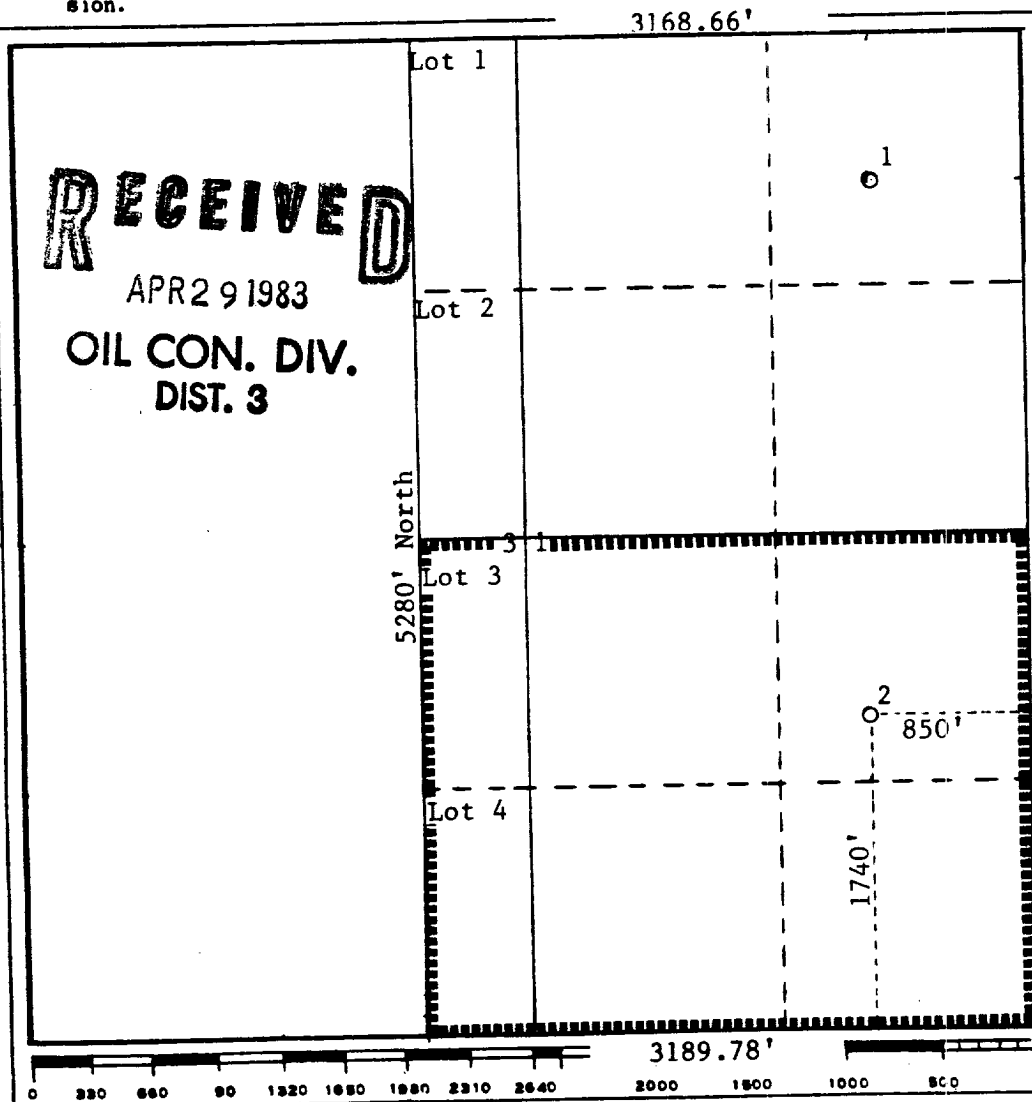 sion.
3168.66'
Lot 1
1
RECEIVED
APR 29 1983
Lot 2
OIL CON. DIV.
DIST. 3
5280' North
31
Lot 3
2
850'
Lot 4
1740'
3189.78'
0 330 660 90 1320 1650 1980 2310 2640 2000 1500 1000 500